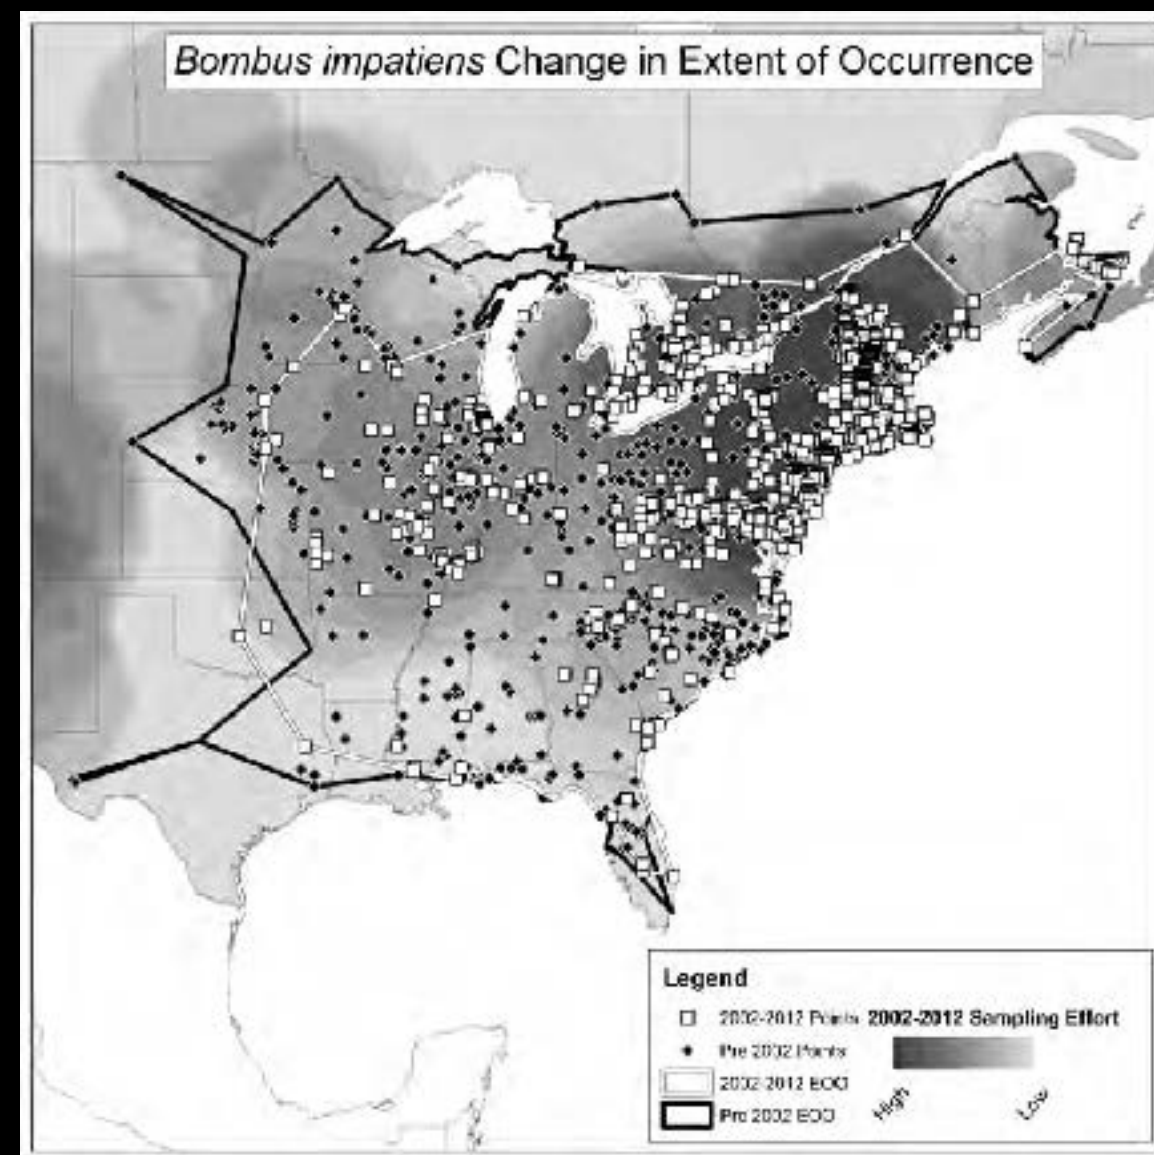 Bombus impatiens Change in Extent of Occurrence
Legend
2002-2012 Points 2002-2012 Sampling Effort
Pre 2002 Points
2002-2012 EOO
Pre 2002 EOO
High Low